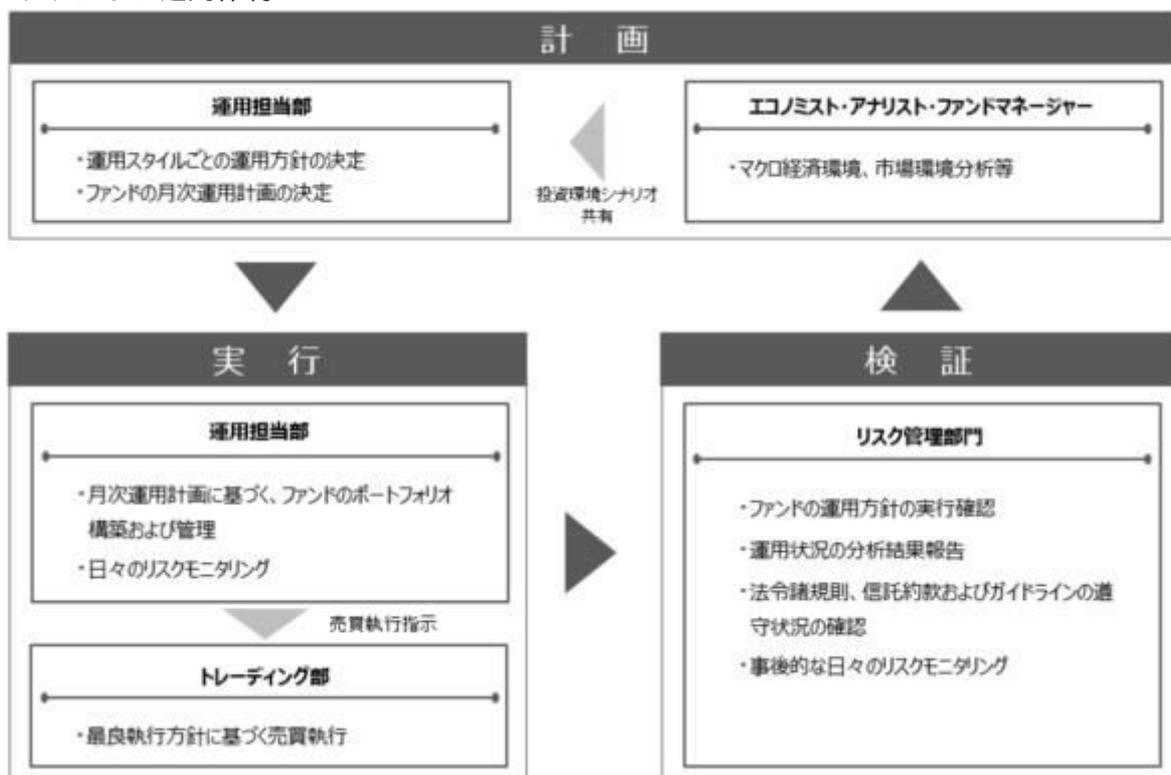 計 画
運用担当部
・運用スタイルごとの運用方針の決定
・ファンドの月次運用計画の決定
投資環境シナリオ
共有
エコノミスト・アナリスト・ファンドマネージャー
・マクロ経済環境、市場環境分析等
実 行
運用担当部
・月次運用計画に基づく、ファンドのポートフォリオ
構築および管理
・日々のリスクモニタリング
売買執行指示
トレーディング部
・最良執行方針に基づく売買執行
検 証
リスク管理部門
・ファンドの運用方針の実行確認
・運用状況の分析結果報告
・法令諸規則、信託約款およびガイドラインの遵
守状況の確認
・事後的な日々のリスクモニタリング